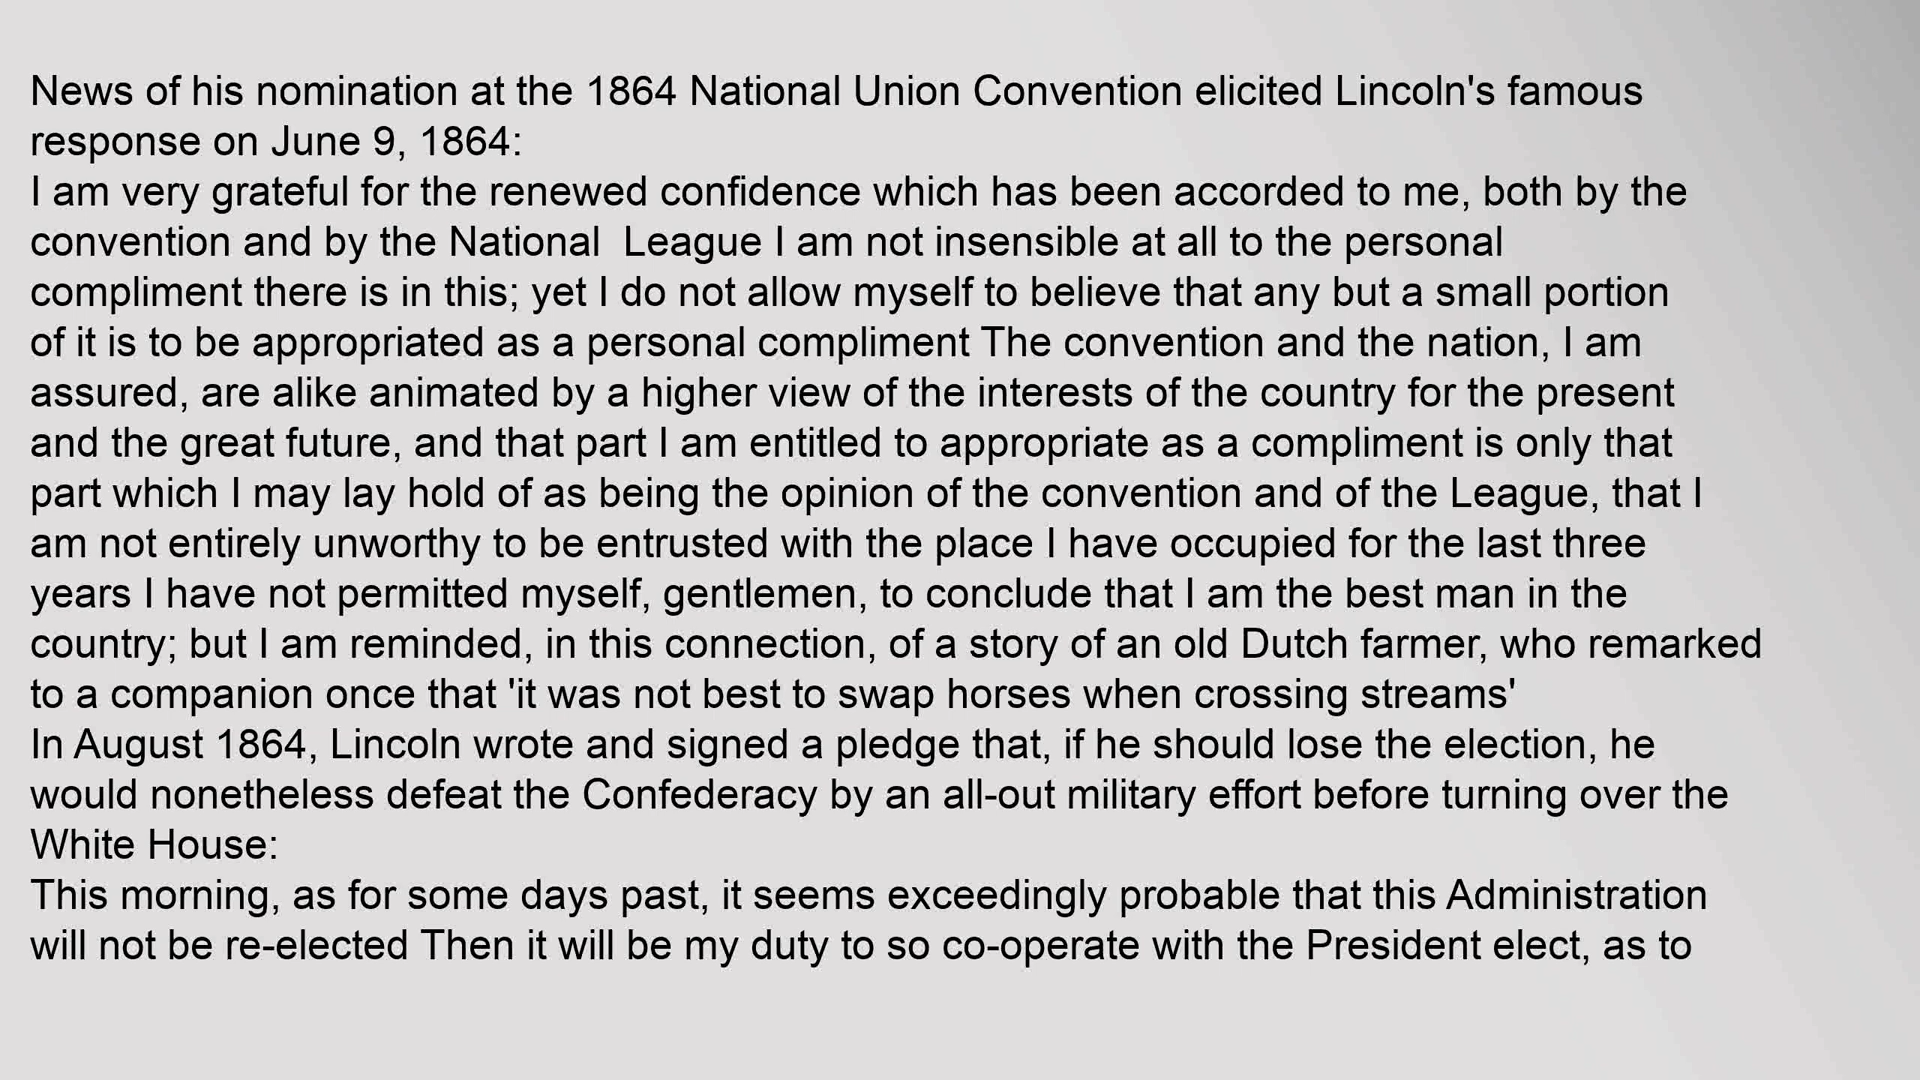 News of his nomination at the 1864 National Union Convention elicited Lincoln's famous
response on June 9, 1864:
I am very grateful for the renewed confidence which has been accorded to me, both by the
convention and by the National  League I am not insensible at all to the personal
compliment there is in this; yet I do not allow myself to believe that any but a small portion
of it is to be appropriated as a personal compliment The convention and the nation, I am
assured, are alike animated by a higher view of the interests of the country for the present
and the great future, and that part I am entitled to appropriate as a compliment is only that
part which I may lay hold of as being the opinion of the convention and of the League, that I
am not entirely unworthy to be entrusted with the place I have occupied for the last three
years I have not permitted myself, gentlemen, to conclude that I am the best man in the
country; but I am reminded, in this connection, of a story of an old Dutch farmer, who remarked
to a companion once that 'it was not best to swap horses when crossing streams'
In August 1864, Lincoln wrote and signed a pledge that, if he should lose the election, he
would nonetheless defeat the Confederacy by an all-out military effort before turning over the
White House:
This morning, as for some days past, it seems exceedingly probable that this Administration
will not be re-elected Then it will be my duty to so co-operate with the President elect, as to